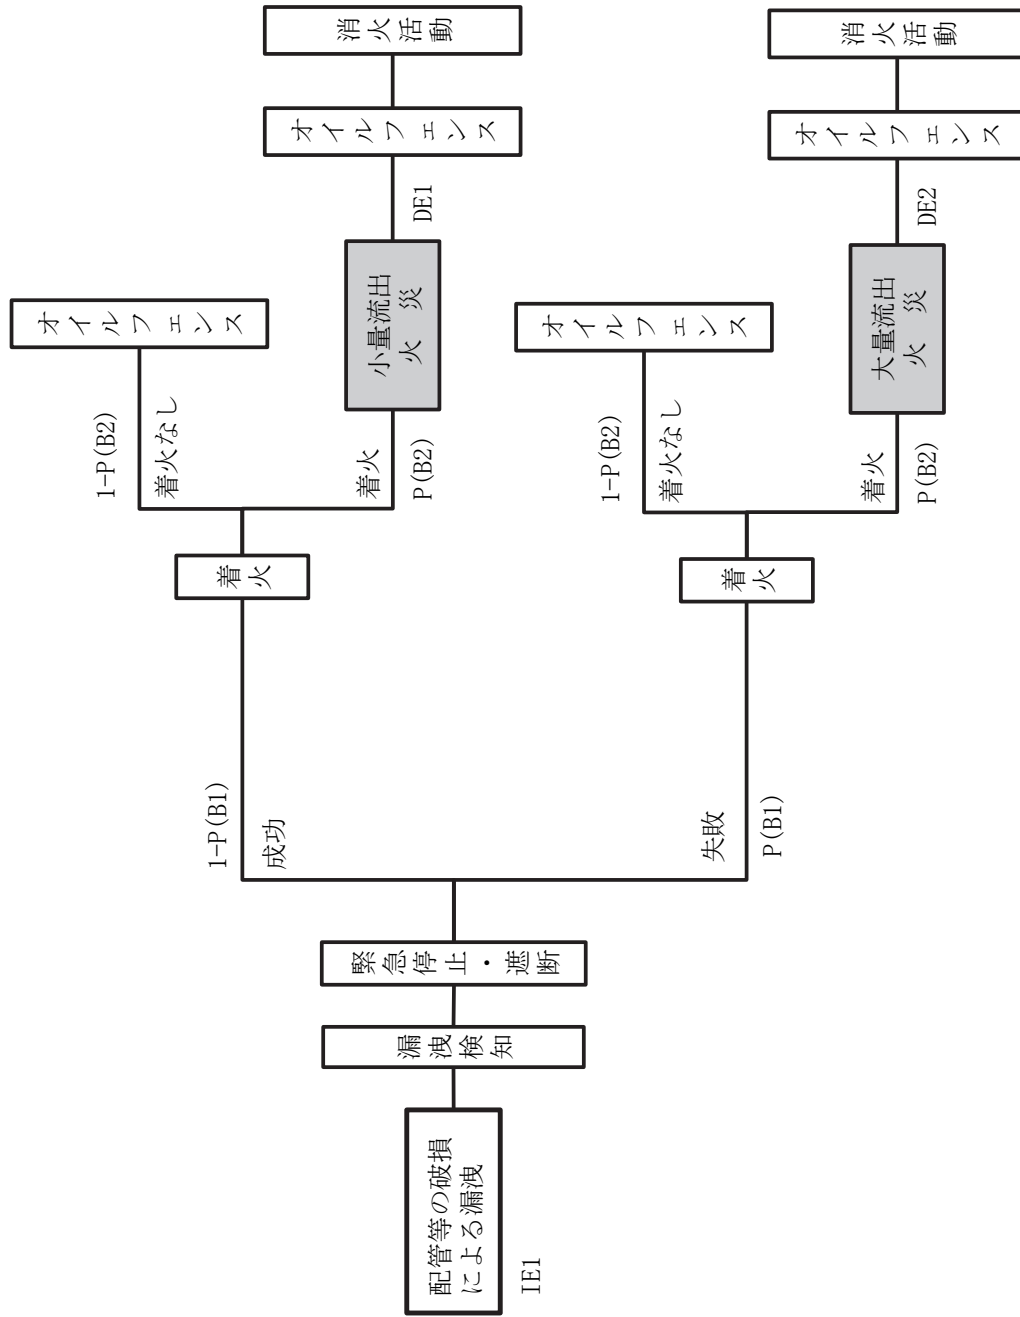 配管等の破損
による漏洩
IE1
漏洩検知
緊急停止・遮断
1-P(B1)
成功
着火
1-P(B2)
着火なし
オイルフェンス
着火
P(B2)
小量流出
火　災
DE1
オイルフェンス
消火活動
失敗
P(B1)
着火
1-P(B2)
着火なし
オイルフェンス
着火
P(B2)
大量流出
火　災
DE2
オイルフェンス
消火活動